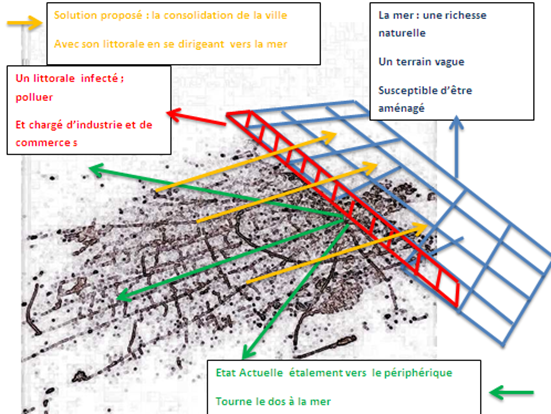 Solution proposé : la consolidation de la ville
Avec son littorale en se dirigeant vers la mer
La mer : une richesse
naturelle
Un terrain vague
Susceptible d'être
aménagé
Un littorale infecté ;
polluer
Et chargé d'industrie et de
commerce s
Etat Actuelle étalement vers le périphérique
Tourne le dos à la mer